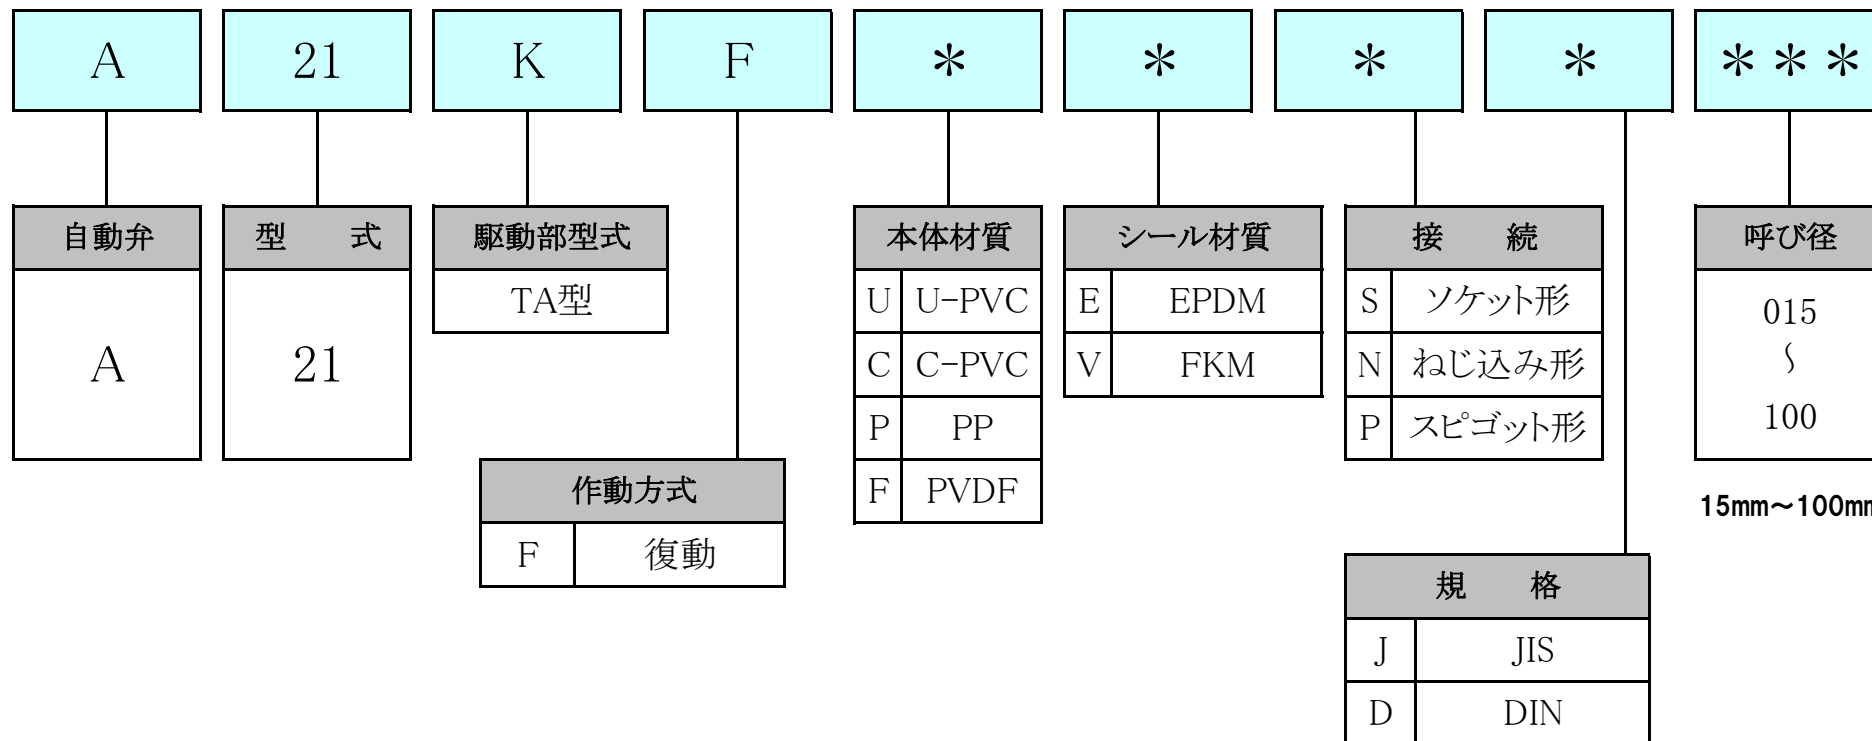 A 21 K F * * * * ***
自動弁 型 式 駆動部型式 本体材質 シール材質 接 続 呼び径
A
21
TA型
U U-PVC
C C-PVC
P PP
F PVDF
E EPDM
V FKM
S ソケット形
N ねじ込み形
P スピゴット形
015
～
100
15mm～100mm
作動方式
F 復動
規 格
J JIS
D DIN